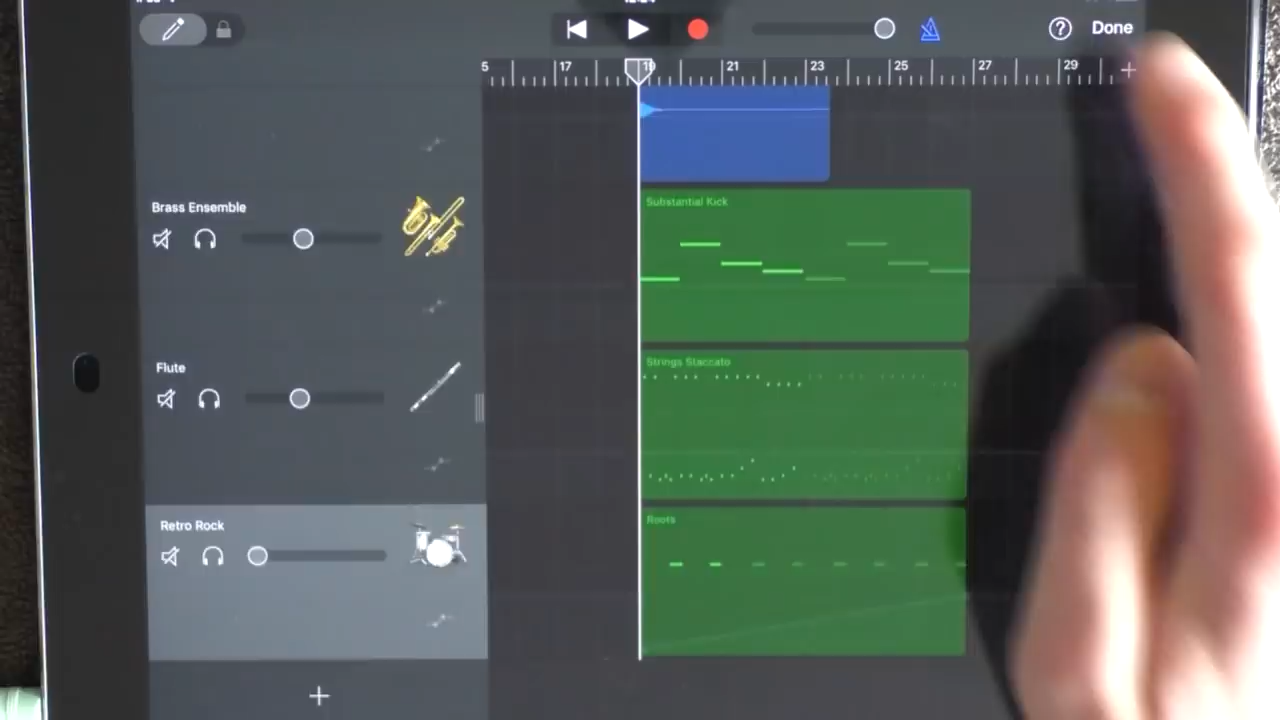 Done
5 17 19 21 23 25 27 29
Brass Ensemble
Substantial Kick
Flute
Strings Staccato
Retro Rock
Roots